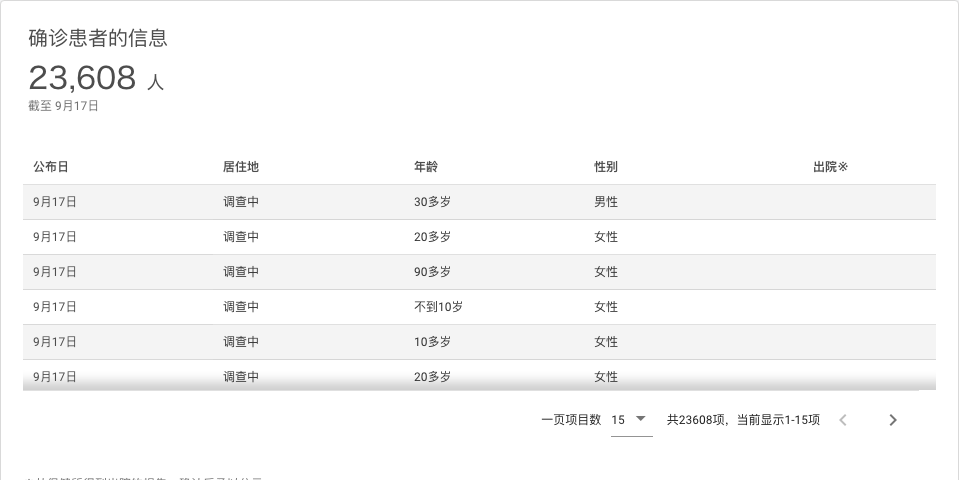 确诊患者的信息
23,608 人
截至 9月17日
公布日 居住地 年龄 性别 出院※
9月17日 调查中 30多岁 男性
9月17日 调查中 20多岁 女性
9月17日 调查中 90多岁 女性
9月17日 调查中 不到10岁 女性
9月17日 调查中 10多岁 女性
9月17日 调查中 20多岁 女性
一页项目数 15 共23608项，当前显示1-15项